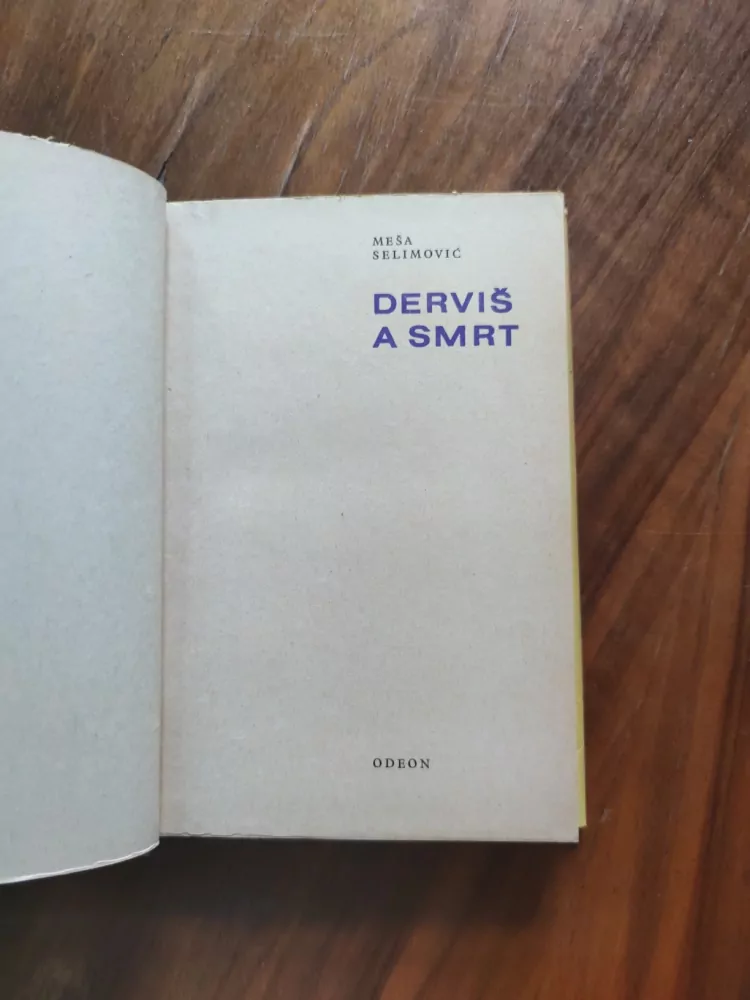 MEŠA
SELIMOVIĆ
DERVIŠ
A SMRT
ODEON